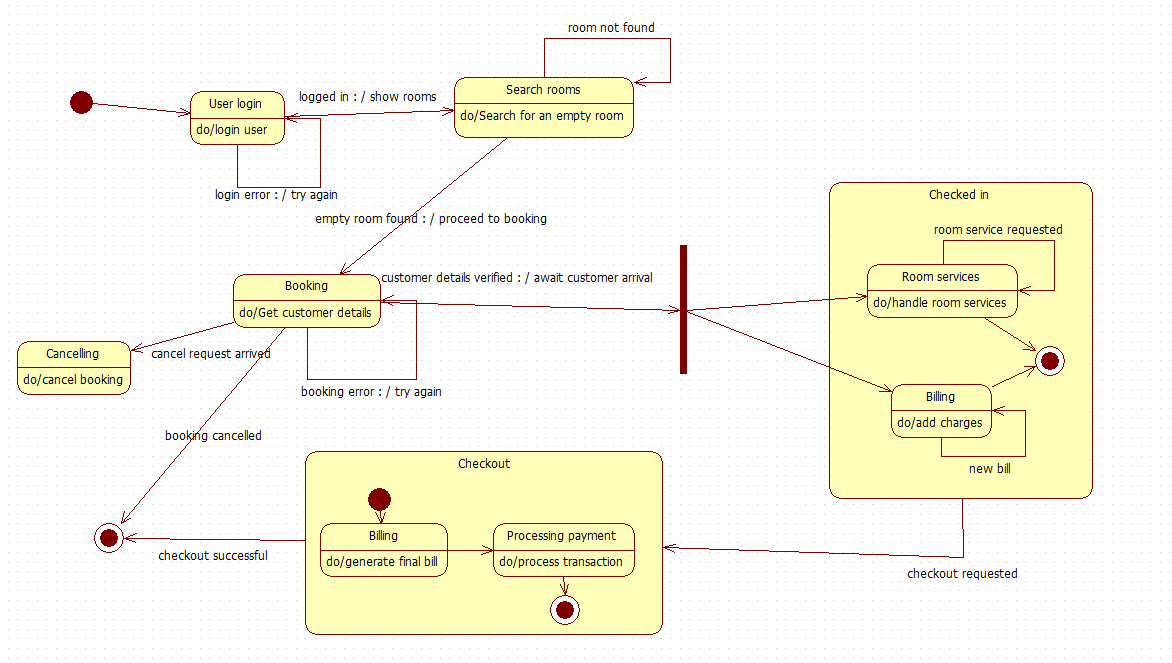 room not found
User login
do/login user
logged in : / show rooms
Search rooms
do/Search for an empty room
login error : / try again
empty room found : / proceed to booking
Checked in
room service requested
Room services
do/handle room services
Booking
do/Get customer details
customer details verified : / await customer arrival
Cancelling
do/cancel booking
cancel request arrived
booking error : / try again
Billing
do/add charges
new bill
booking cancelled
Checkout
Billing
do/generate final bill
Processing payment
do/process transaction
checkout successful
checkout requested